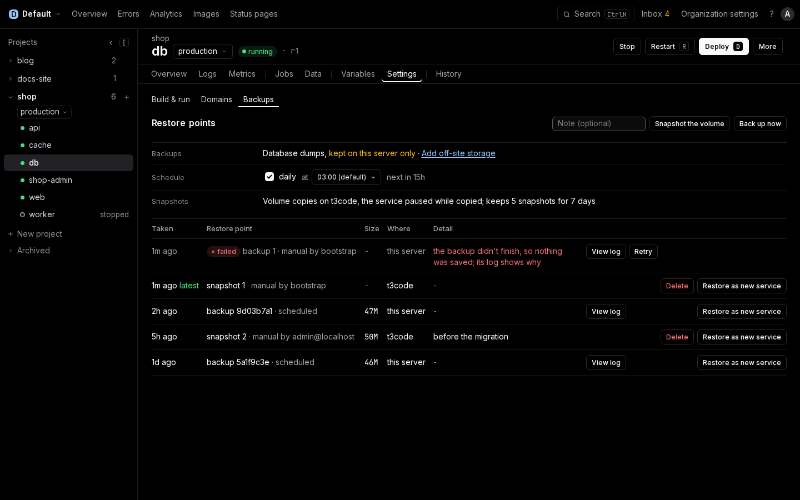 D Default
Overview
Errors
Analytics
Images
Status pages
Search Ctrl K
Inbox 4
Organization settings
?
A
Projects
blog 2
docs-site 1
shop 6 +
production
api
cache
db
shop-admin
web
worker stopped
+ New project
Archived
shop
db production running · r1
Stop
Restart R
Deploy D
More
Overview
Logs
Metrics
Jobs
Data
Variables
Settings
History
Build & run
Domains
Backups
Restore points
Note (optional)
Snapshot the volume
Back up now
Backups Database dumps, kept on this server only · Add off-site storage
Schedule daily at 03:00 (default) next in 15h
Snapshots Volume copies on t3code, the service paused while copied; keeps 5 snapshots for 7 days
Taken Restore point Size Where Detail
1m ago failed backup 1 · manual by bootstrap - this server the backup didn't finish, so nothing
was saved; its log shows why
View log Retry
1m ago latest snapshot 1 · manual by bootstrap - t3code - Delete Restore as new service
2h ago backup 9d03b7a1 · scheduled 47M this server - View log Restore as new service
5h ago snapshot 2 · manual by admin@localhost 50M t3code before the migration Delete Restore as new service
1d ago backup 5a1f9c3e · scheduled 46M this server - View log Restore as new service